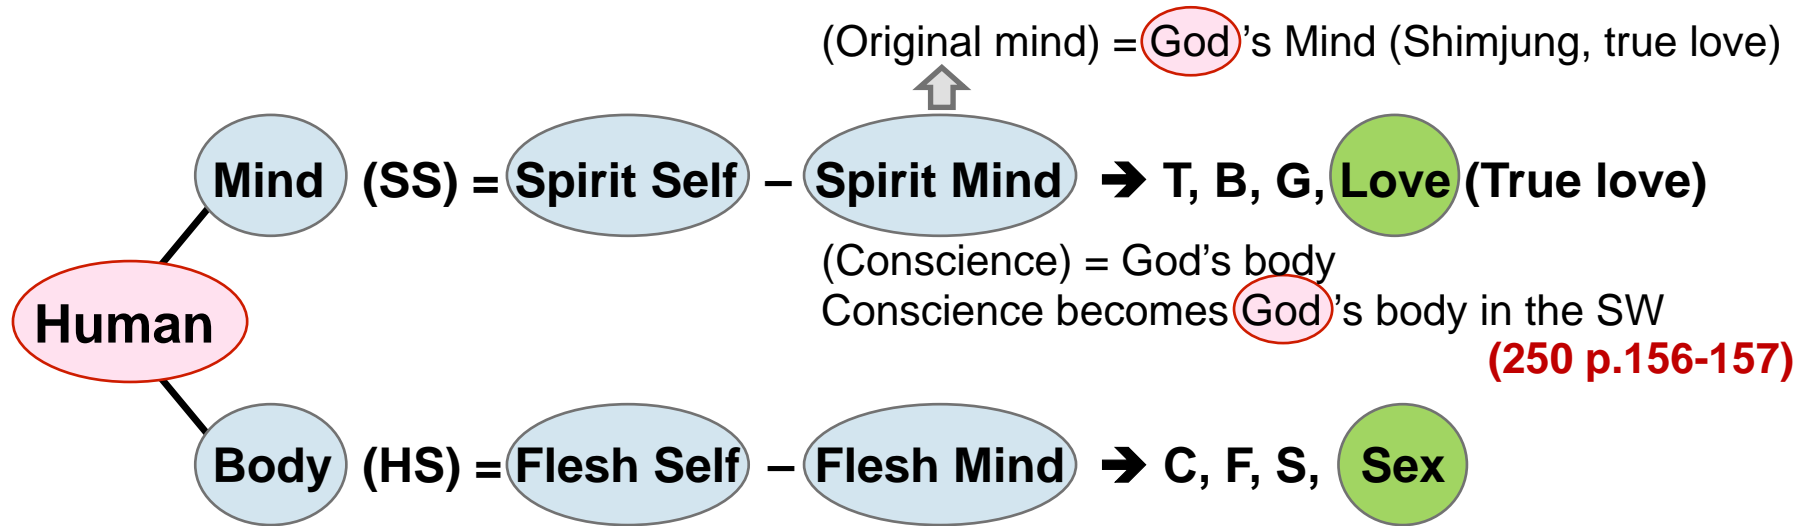 (Original mind) = God's Mind (Shimjung, true love)
Mind (SS) = Spirit Self – Spirit Mind ➔ T, B, G, Love (True love)
(Conscience) = God's body
Conscience becomes God's body in the SW
Human
(250 p.156-157)
Body (HS) = Flesh Self – Flesh Mind ➔ C, F, S, Sex